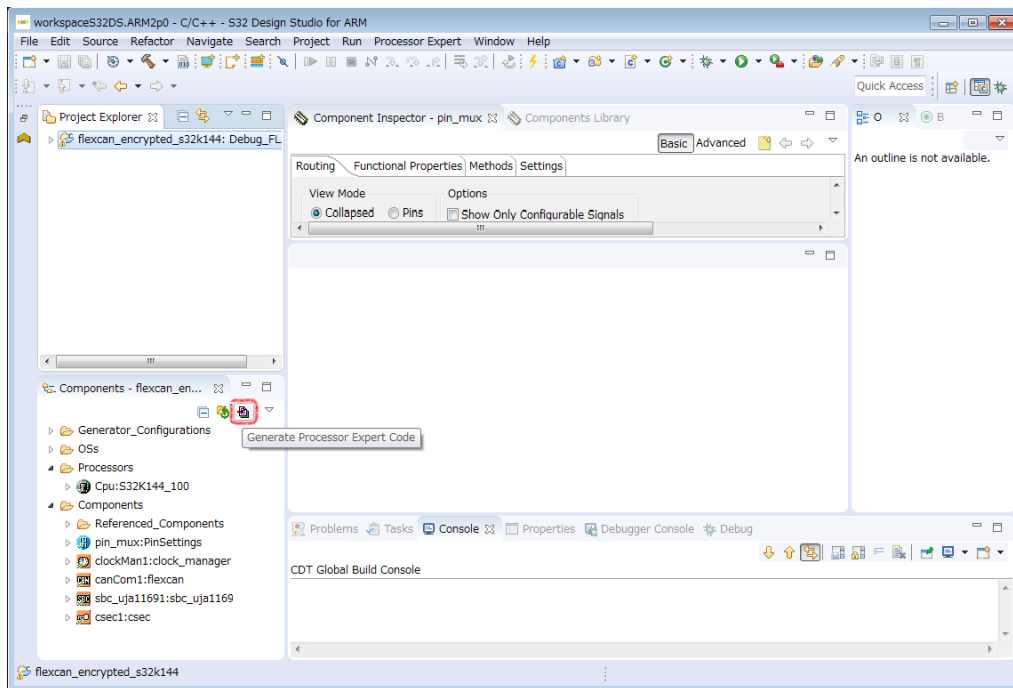 workspaceS32DS.ARM2p0 - C/C++ - S32 Design Studio for ARM
File Edit Source Refactor Navigate Search Project Run Processor Expert Window Help
Quick Access
Project Explorer
Component Inspector - pin_mux
Components Library
O
B
flexcan_encrypted_s32k144: Debug_FL
Basic Advanced
An outline is not available.
Routing Functional Properties Methods Settings
View Mode
Options
Collapsed Pins
Show Only Configurable Signals
Components - flexcan_en...
Generate Processor Expert Code
Generator_Configurations
OSs
Processors
Cpu:S32K144_100
Components
Referenced_Components
pin_mux:PinSettings
clockMan1:clock_manager
canCom1:flexcan
sbc_uja11691:sbc_uja1169
csec1:csec
Problems Tasks Console Properties Debugger Console Debug
CDT Global Build Console
flexcan_encrypted_s32k144